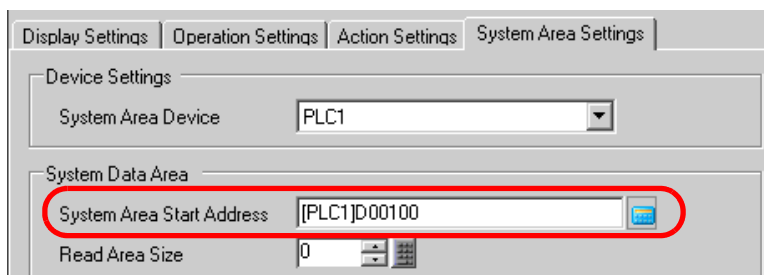 Display Settings Operation Settings Action Settings System Area Settings
Device Settings
System Area Device PLC1
System Data Area
System Area Start Address [PLC1]D00100
Read Area Size 0